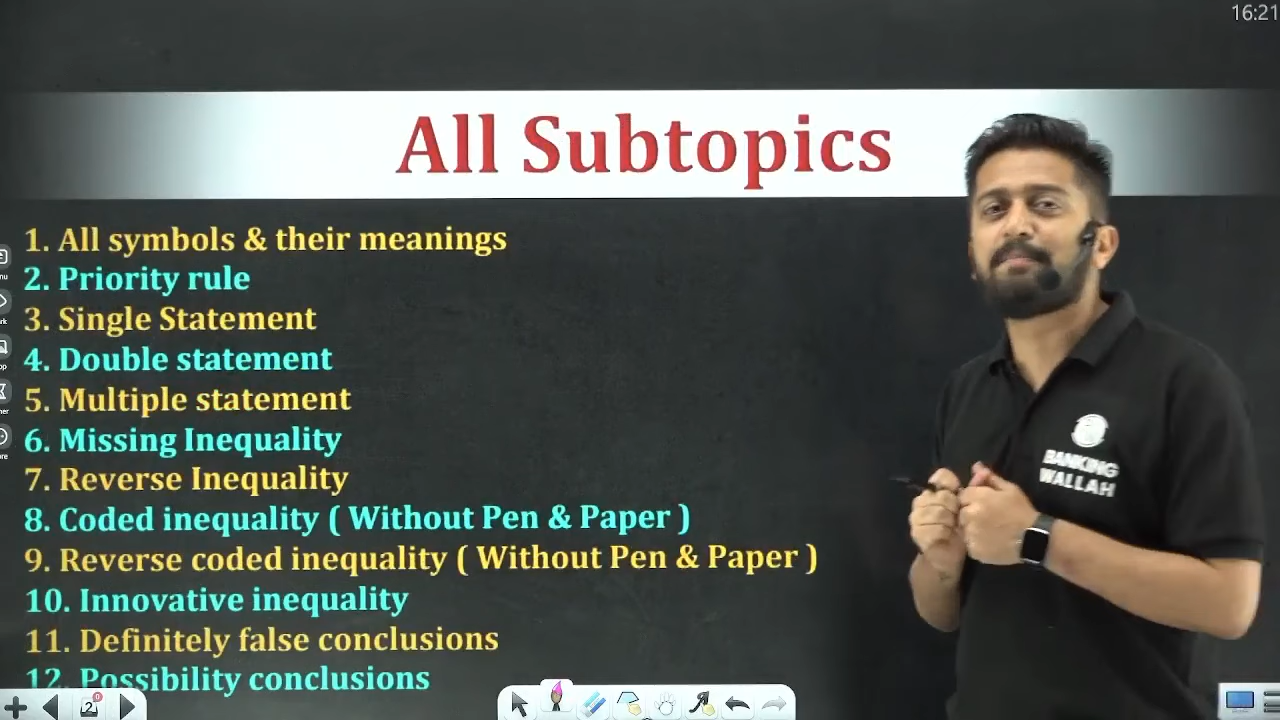 16:21
All Subtopics
1. All symbols & their meanings
2. Priority rule
3. Single Statement
4. Double statement
5. Multiple statement
6. Missing Inequality
7. Reverse Inequality
8. Coded inequality ( Without Pen & Paper )
9. Reverse coded inequality ( Without Pen & Paper )
10. Innovative inequality
11. Definitely false conclusions
12. Possibility conclusions
BANKING
WALLAH
2